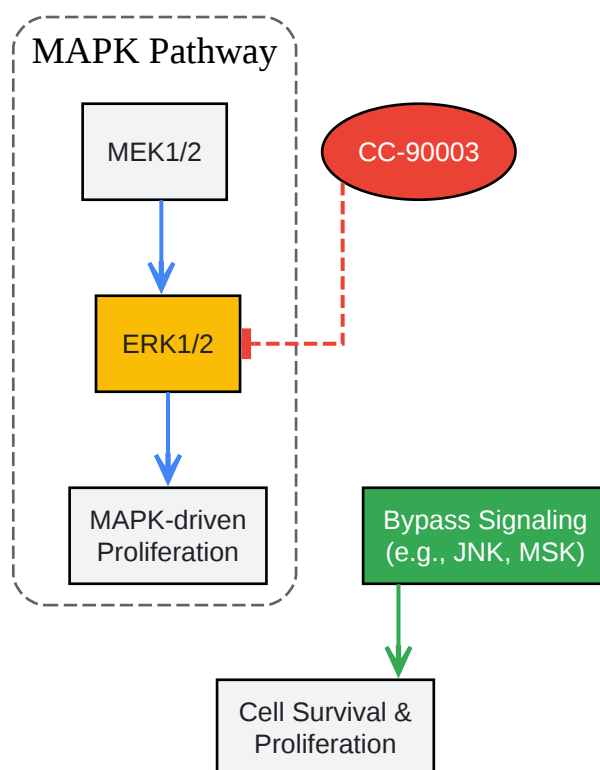 MAPK Pathway
MEK1/2
CC-90003
ERK1/2
MAPK-driven
Proliferation
Bypass Signaling
(e.g., JNK, MSK)
Cell Survival &
Proliferation